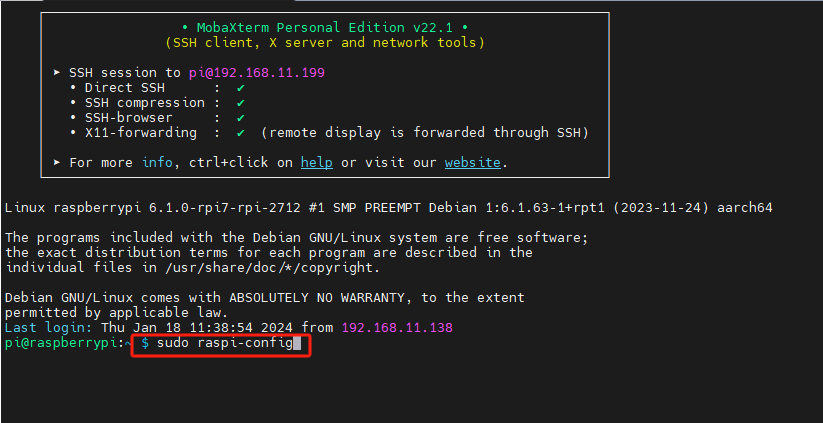 • MobaXterm Personal Edition v22.1 •
(SSH client, X server and network tools)
➤ SSH session to pi@192.168.11.199
• Direct SSH : ✔
• SSH compression : ✔
• SSH-browser : ✔
• X11-forwarding : ✔ (remote display is forwarded through SSH)
➤ For more info, ctrl+click on help or visit our website.
Linux raspberrypi 6.1.0-rpi7-rpi-2712 #1 SMP PREEMPT Debian 1:6.1.63-1+rpt1 (2023-11-24) aarch64
The programs included with the Debian GNU/Linux system are free software;
the exact distribution terms for each program are described in the
individual files in /usr/share/doc/*/copyright.
Debian GNU/Linux comes with ABSOLUTELY NO WARRANTY, to the extent
permitted by applicable law.
Last login: Thu Jan 18 11:38:54 2024 from 192.168.11.138
pi@raspberrypi:~ $ sudo raspi-config